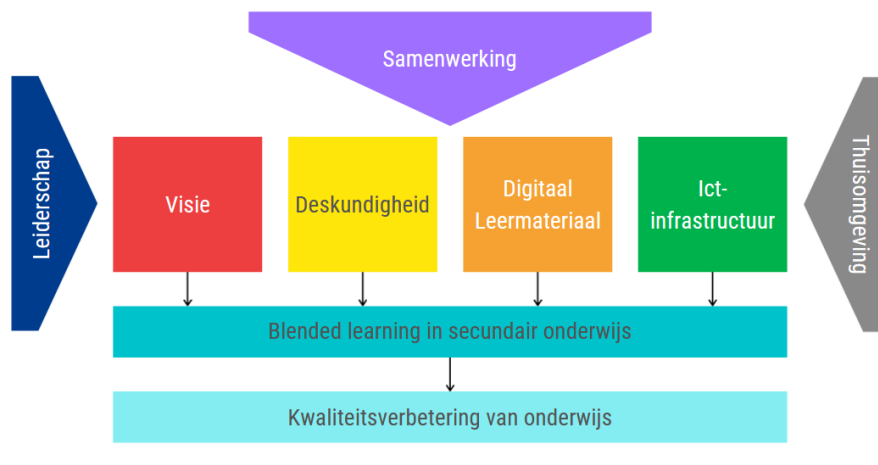 Samenwerking
Leiderschap
Visie
Deskundigheid
Digitaal
Leermateriaal
Ict-
infrastructuur
Thuisomgeving
Blended learning in secundair onderwijs
Kwaliteitsverbetering van onderwijs